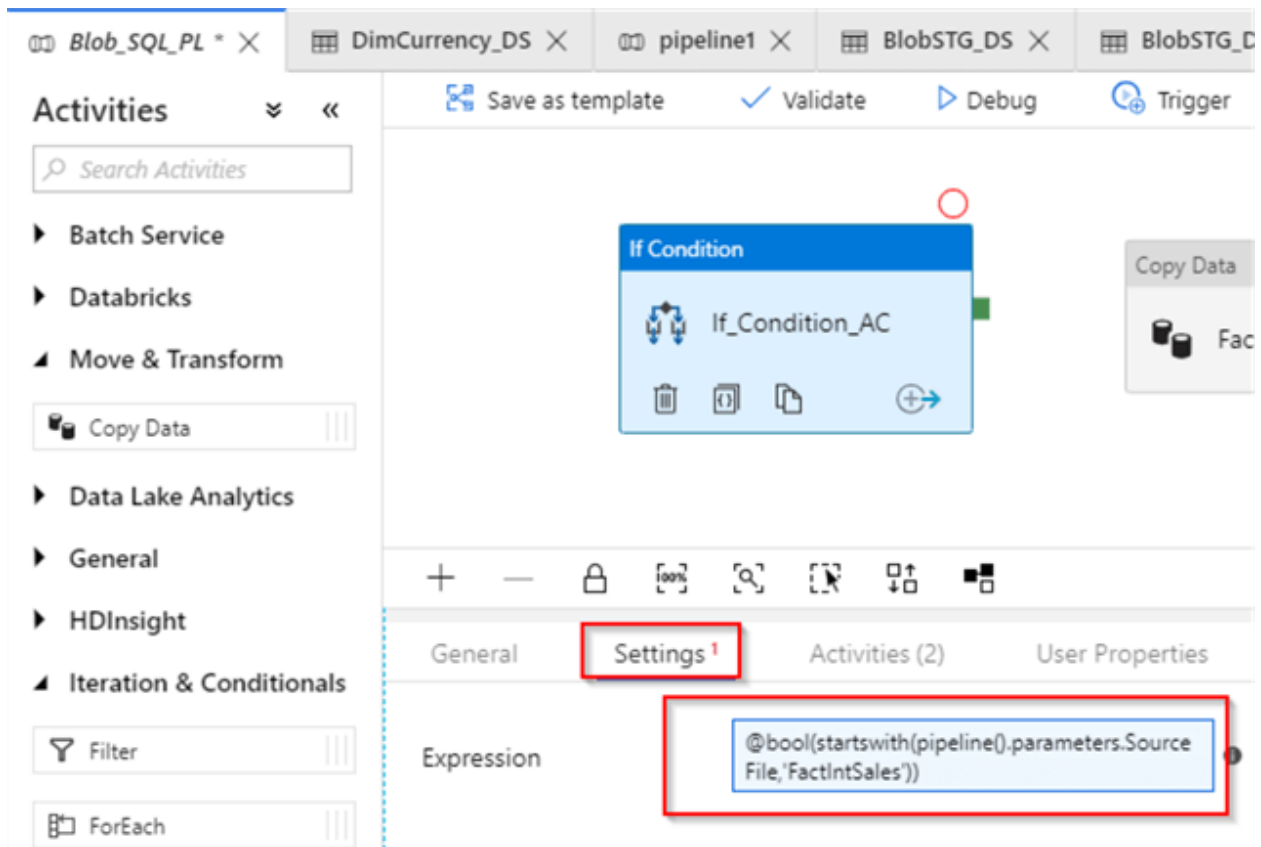 Blob_SQL_PL *
DimCurrency_DS
pipeline1
BlobSTG_DS
BlobSTG_D
Activities
Save as template
Validate
Debug
Trigger
Search Activities
Batch Service
Databricks
Move & Transform
Copy Data
Data Lake Analytics
General
HDInsight
Iteration & Conditionals
Filter
ForEach
If Condition
If_Condition_AC
Copy Data
Fac
100%
General
Settings 1
Activities (2)
User Properties
Expression
@bool(startswith(pipeline().parameters.Source
File,'FactIntSales'))